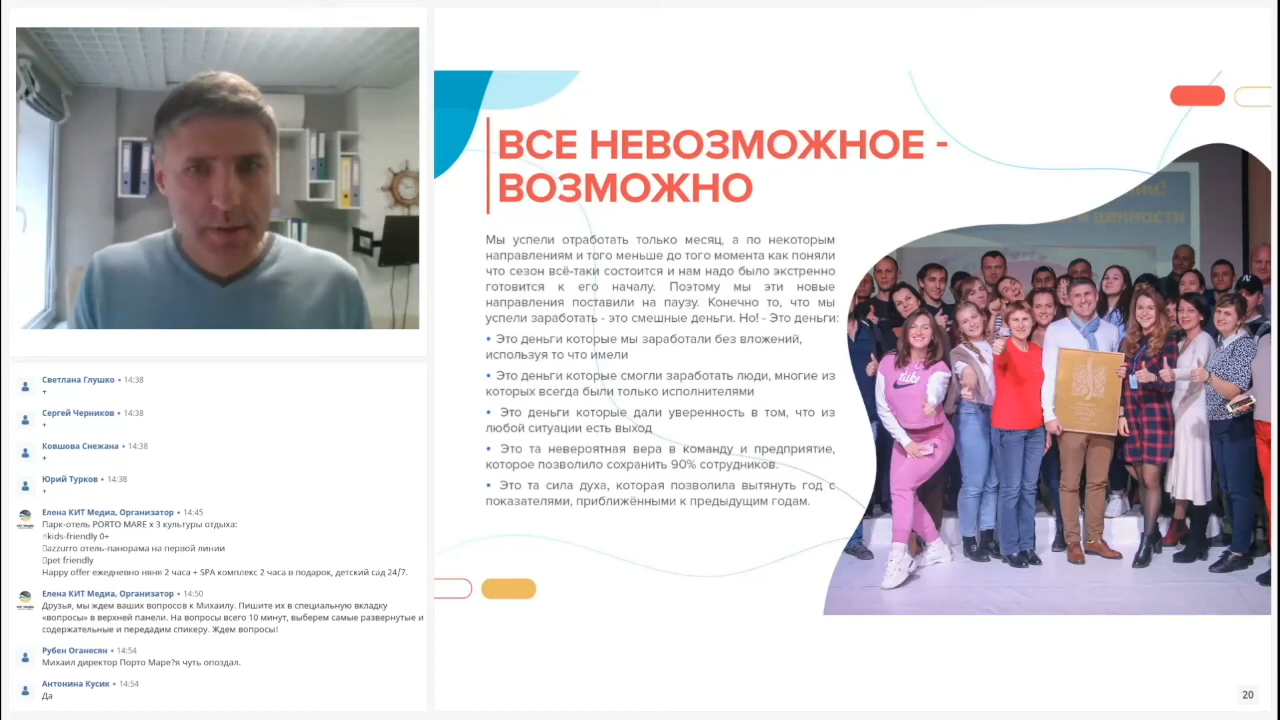 Светлана Глушко • 14:38
+
Сергей Черников • 14:38
+
Ковшова Снежана • 14:38
+
Юрий Турков • 14:38
+
Елена КИТ Медиа, Организатор • 14:45
Парк-отель PORTO MARE x 3 культуры отдыха:
kids-friendly 0+
azzurro отель-панорама на первой линии
pet friendly
Happy offer ежедневно няня 2 часа + SPA комплекс 2 часа в подарок, детский сад 24/7.
Елена КИТ Медиа, Организатор • 14:50
Друзья, мы ждем ваших вопросов к Михаилу. Пишите их в специальную вкладку
«вопросы» в верхней панели. На вопросы всего 10 минут, выберем самые развернутые и
содержательные и передадим спикеру. Ждем вопросы!
Рубен Оганесян • 14:54
Михаил директор Порто Маре?я чуть опоздал.
Антонина Кусик • 14:54
Да
ВСЕ НЕВОЗМОЖНОЕ -
ВОЗМОЖНО
Мы успели отработать только месяц, а по некоторым
направлениям и того меньше до того момента как поняли
что сезон всё-таки состоится и нам надо было экстренно
готовится к его началу. Поэтому мы эти новые
направления поставили на паузу. Конечно то, что мы
успели заработать - это смешные деньги. Но! - Это деньги:
• Это деньги которые мы заработали без вложений,
используя то что имели
• Это деньги которые смогли заработать люди, многие из
которых всегда были только исполнителями
• Это деньги которые дали уверенность в том, что из
любой ситуации есть выход
• Это та невероятная вера в команду и предприятие,
которое позволило сохранить 90% сотрудников.
• Это та сила духа, которая позволила вытянуть год с
показателями, приближёнными к предыдущим годам.
и ценности
20